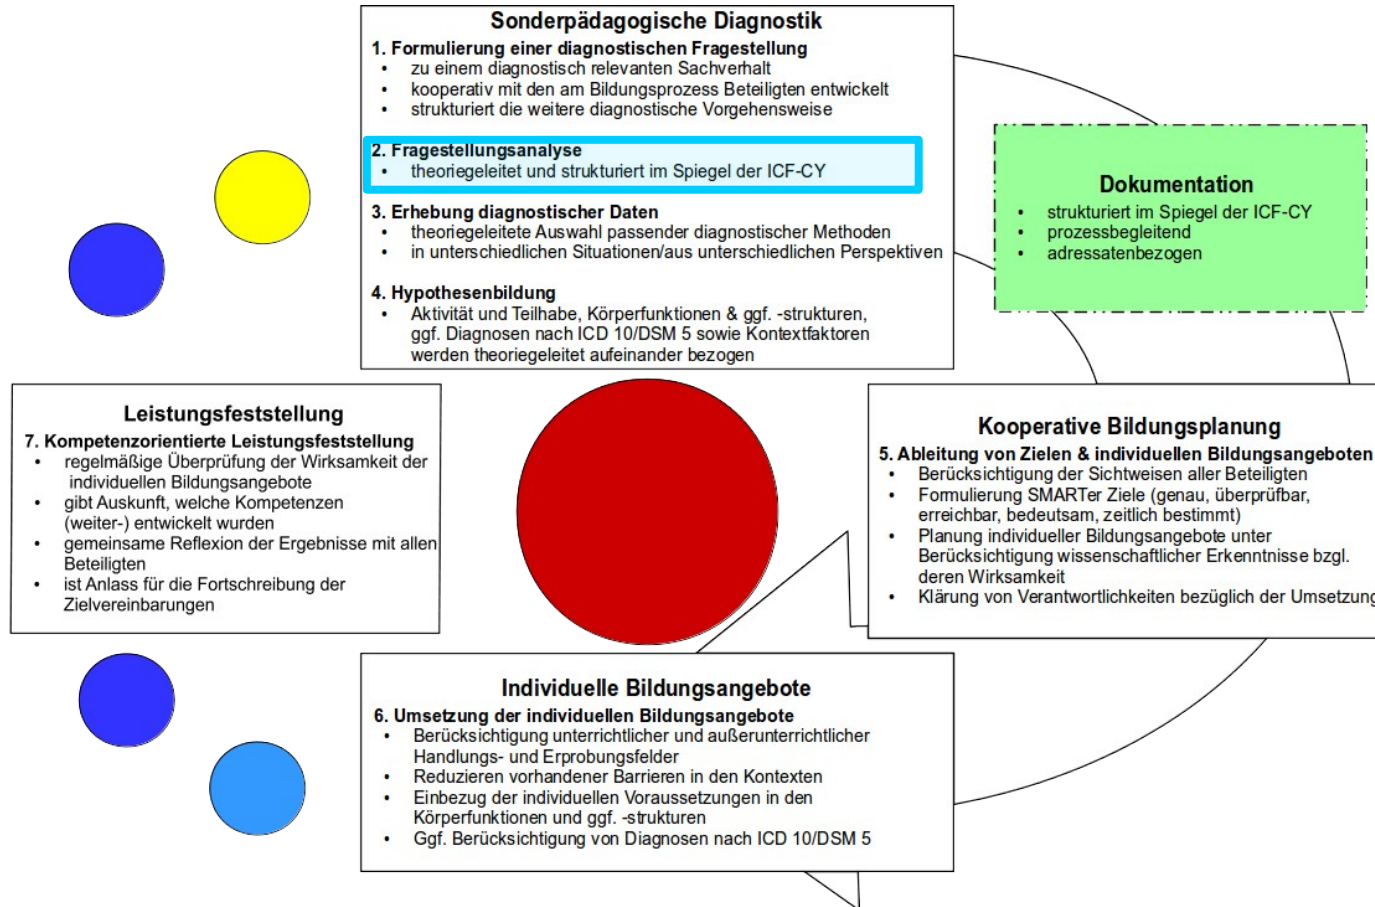 Sonderpädagogische Diagnostik
1. Formulierung einer diagnostischen Fragestellung
• zu einem diagnostisch relevanten Sachverhalt
• kooperativ mit den am Bildungsprozess Beteiligten entwickelt
• strukturiert die weitere diagnostische Vorgehensweise
2. Fragestellungsanalyse
• theoriegeleitet und strukturiert im Spiegel der ICF-CY
3. Erhebung diagnostischer Daten
• theoriegeleitete Auswahl passender diagnostischer Methoden
• in unterschiedlichen Situationen/aus unterschiedlichen Perspektiven
4. Hypothesenbildung
• Aktivität und Teilhabe, Körperfunktionen & ggf. -strukturen,
ggf. Diagnosen nach ICD 10/DSM 5 sowie Kontextfaktoren
werden theoriegeleitet aufeinander bezogen
Dokumentation
• strukturiert im Spiegel der ICF-CY
• prozessbegleitend
• adressatenbezogen
Leistungsfeststellung
7. Kompetenzorientierte Leistungsfeststellung
• regelmäßige Überprüfung der Wirksamkeit der
individuellen Bildungsangebote
• gibt Auskunft, welche Kompetenzen
(weiter-) entwickelt wurden
• gemeinsame Reflexion der Ergebnisse mit allen
Beteiligten
• ist Anlass für die Fortschreibung der
Zielvereinbarungen
Kooperative Bildungsplanung
5. Ableitung von Zielen & individuellen Bildungsangeboten
• Berücksichtigung der Sichtweisen aller Beteiligten
• Formulierung SMARTer Ziele (genau, überprüfbar,
erreichbar, bedeutsam, zeitlich bestimmt)
• Planung individueller Bildungsangebote unter
Berücksichtigung wissenschaftlicher Erkenntnisse bzgl.
deren Wirksamkeit
• Klärung von Verantwortlichkeiten bezüglich der Umsetzung
Individuelle Bildungsangebote
6. Umsetzung der individuellen Bildungsangebote
• Berücksichtigung unterrichtlicher und außerunterrichtlicher
Handlungs- und Erprobungsfelder
• Reduzieren vorhandener Barrieren in den Kontexten
• Einbezug der individuellen Voraussetzungen in den
Körperfunktionen und ggf. -strukturen
• Ggf. Berücksichtigung von Diagnosen nach ICD 10/DSM 5